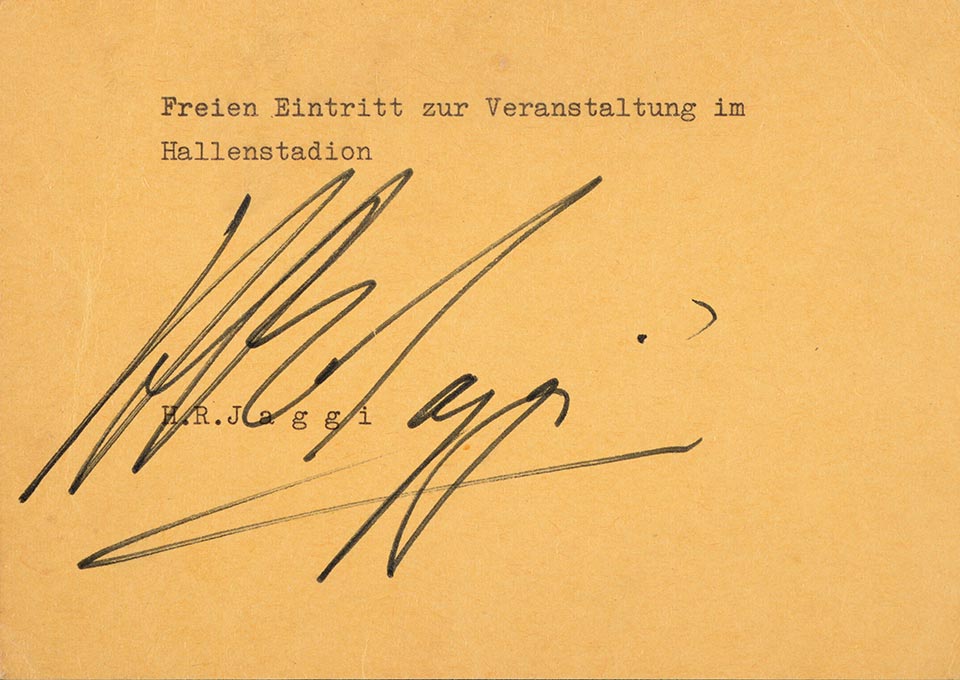 Freien Eintritt zur Veranstaltung im
Hallenstadion
H.R. Jaggi
H.R.J a g g i